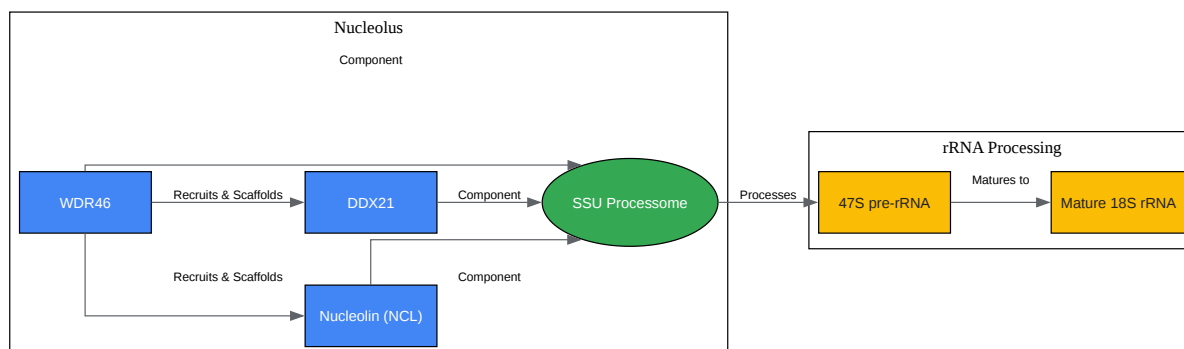 Nucleolus
Component
rRNA Processing
WDR46
Recruits & Scaffolds
DDX21
Component
SSU Processome
Processes
47S pre-rRNA
Matures to
Mature 18S rRNA
Recruits & Scaffolds
Component
Nucleolin (NCL)